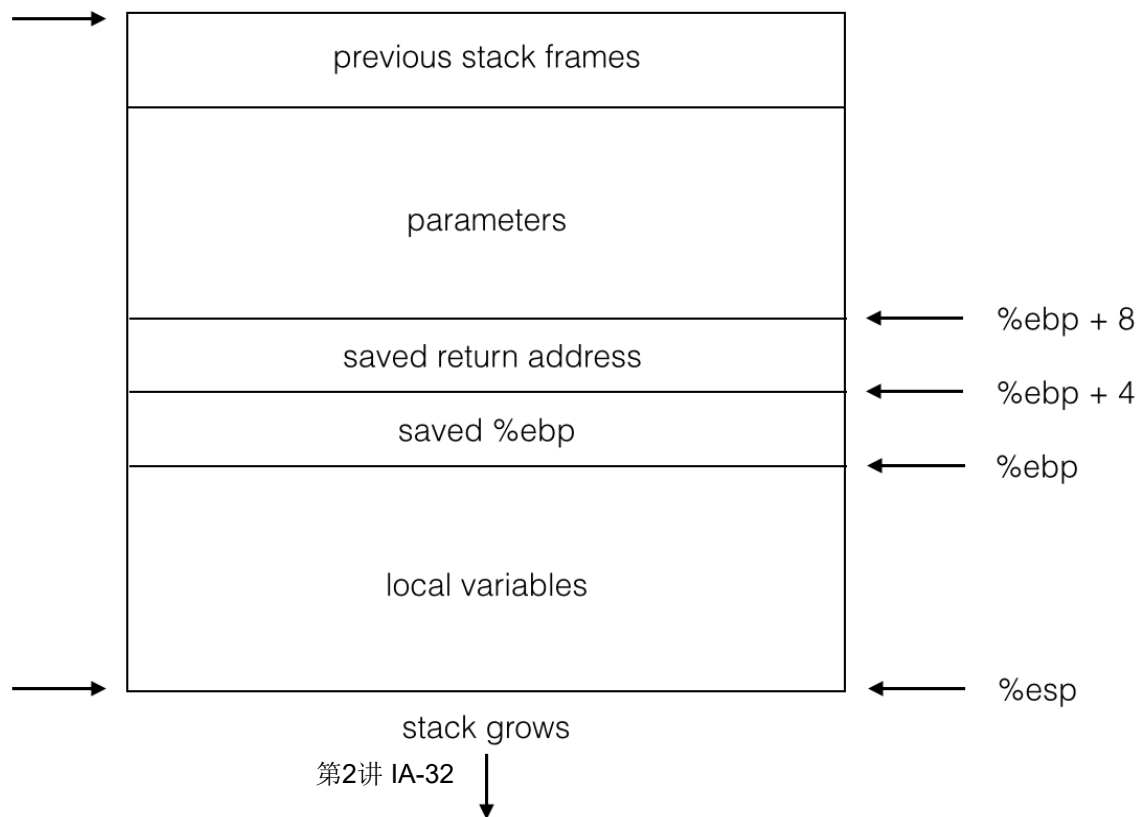 previous stack frames
parameters
%ebp + 8
saved return address
%ebp + 4
saved %ebp
%ebp
local variables
%esp
stack grows
第2讲 IA-32